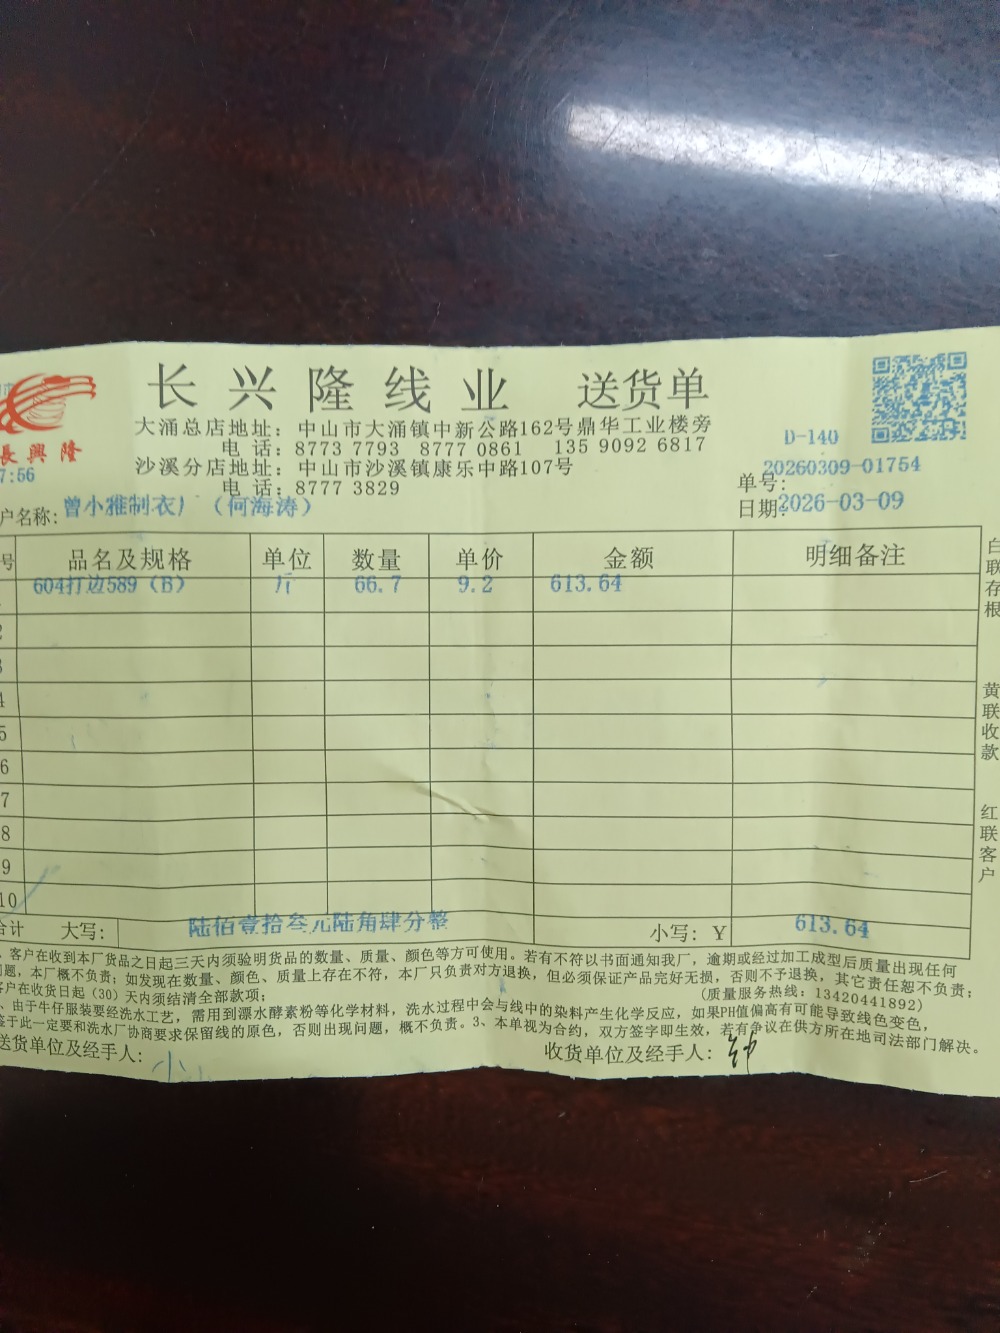 长兴隆线业 送货单
長興隆
大涌总店地址：中山市大涌镇中新公路162号鼎华工业楼旁
电 话：8773 7793 8777 0861 135 9092 6817
沙溪分店地址：中山市沙溪镇康乐中路107号
电 话：8777 3829
D-140
7:56
单号：20260309-01754
日期：2026-03-09
户名称：曾小雅制衣厂（何海涛）
号 品名及规格 单位 数量 单价 金额 明细备注
604打边589（B） 斤 66.7 9.2 613.64
2
3
4
5
6
7
8
9
10
合计 大写： 陆佰壹拾叁元陆角肆分整 小写：Y 613.64
白联存根
黄联收款
红联客户
、客户在收到本厂货品之日起三天内须验明货品的数量、质量、颜色等方可使用。若有不符以书面通知我厂，逾期或经过加工成型后质量出现任何
问题，本厂概不负责；如发现在数量、颜色、质量上存在不符，本厂只负责对方退换，但必须保证产品完好无损，否则不予退换，其它责任恕不负责；
客户在收货日起（30）天内须结清全部款项； （质量服务热线：13420441892）
、由于牛仔服装要经洗水工艺，需用到漂水酵素粉等化学材料，洗水过程中会与线中的染料产生化学反应，如果PH值偏高有可能导致线色变色，
鉴于此一定要和洗水厂协商要求保留线的原色，否则出现问题，概不负责。3、本单视为合约，双方签字即生效，若有争议在供方所在地司法部门解决。
送货单位及经手人： 收货单位及经手人：